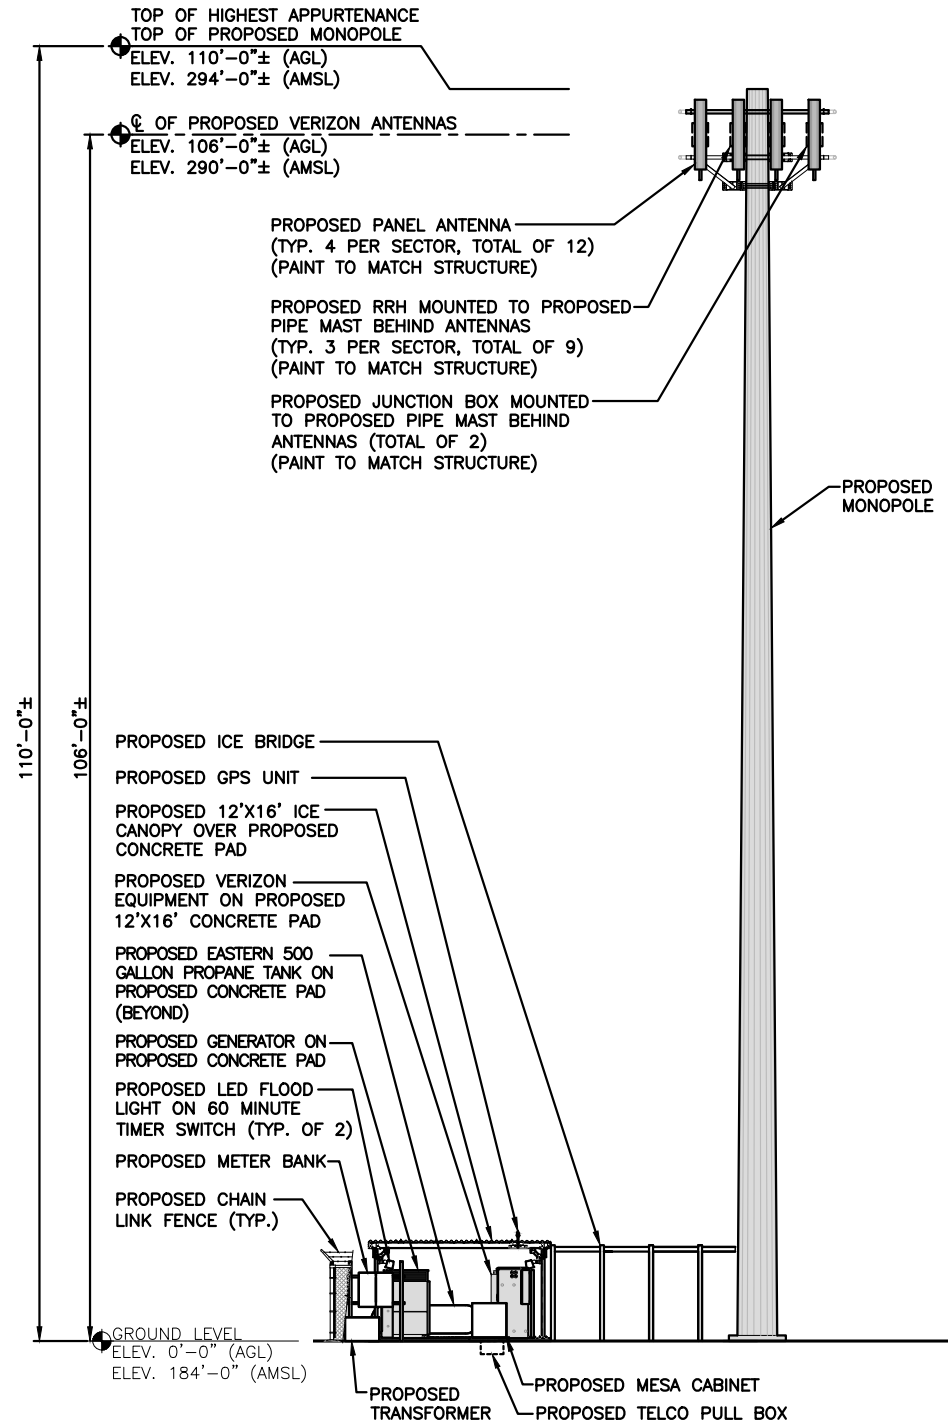 TOP OF HIGHEST APPURTENANCE
TOP OF PROPOSED MONOPOLE
ELEV. 110'-0"± (AGL)
ELEV. 294'-0"± (AMSL)
℄ OF PROPOSED VERIZON ANTENNAS
ELEV. 106'-0"± (AGL)
ELEV. 290'-0"± (AMSL)
PROPOSED PANEL ANTENNA
(TYP. 4 PER SECTOR, TOTAL OF 12)
(PAINT TO MATCH STRUCTURE)
PROPOSED RRH MOUNTED TO PROPOSED
PIPE MAST BEHIND ANTENNAS
(TYP. 3 PER SECTOR, TOTAL OF 9)
(PAINT TO MATCH STRUCTURE)
PROPOSED JUNCTION BOX MOUNTED
TO PROPOSED PIPE MAST BEHIND
ANTENNAS (TOTAL OF 2)
(PAINT TO MATCH STRUCTURE)
PROPOSED
MONOPOLE
110'-0"±
106'-0"±
PROPOSED ICE BRIDGE
PROPOSED GPS UNIT
PROPOSED 12'X16' ICE
CANOPY OVER PROPOSED
CONCRETE PAD
PROPOSED VERIZON
EQUIPMENT ON PROPOSED
12'X16' CONCRETE PAD
PROPOSED EASTERN 500
GALLON PROPANE TANK ON
PROPOSED CONCRETE PAD
(BEYOND)
PROPOSED GENERATOR ON
PROPOSED CONCRETE PAD
PROPOSED LED FLOOD
LIGHT ON 60 MINUTE
TIMER SWITCH (TYP. OF 2)
PROPOSED METER BANK
PROPOSED CHAIN
LINK FENCE (TYP.)
GROUND LEVEL
ELEV. 0'-0" (AGL)
ELEV. 184'-0" (AMSL)
PROPOSED
TRANSFORMER
PROPOSED MESA CABINET
PROPOSED TELCO PULL BOX